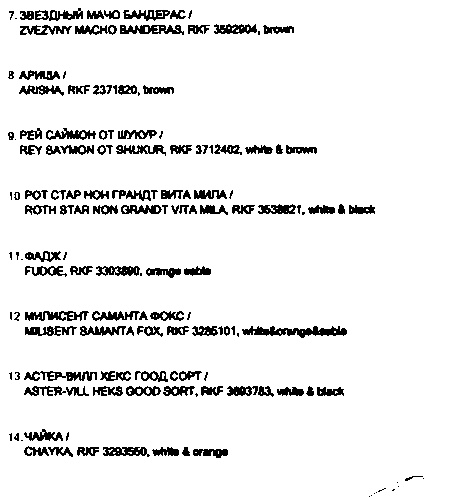 7. ЗВЕЗДНЫЙ МАЧО БАНДЕРАС /
ZVEZVNY MACHO BANDERAS, RKF 3592904, brown
8 АРИША /
ARISHA, RKF 2371820, brown
9. РЕЙ САЙМОН ОТ ШУКУР /
REY SAYMON OT SHUKUR, RKF 3712402, white & brown
10 РОТ СТАР НОН ГРАНДТ ВИТА МИЛА /
ROTH STAR NON GRANDT VITA MILA, RKF 3538621, white & black
11. ФАДЖ /
FUDGE, RKF 3303890, orange sable
12 МИЛИСЕНТ САМАНТА ФОКС /
MILISENT SAMANTA FOX, RKF 3285101, white&orange&sable
13 АСТЕР-ВИЛЛ ХЕКС ГООД СОРТ /
ASTER-VILL HEKS GOOD SORT, RKF 3693783, white & black
14. ЧАЙКА /
CHAYKA, RKF 3293550, white & orange